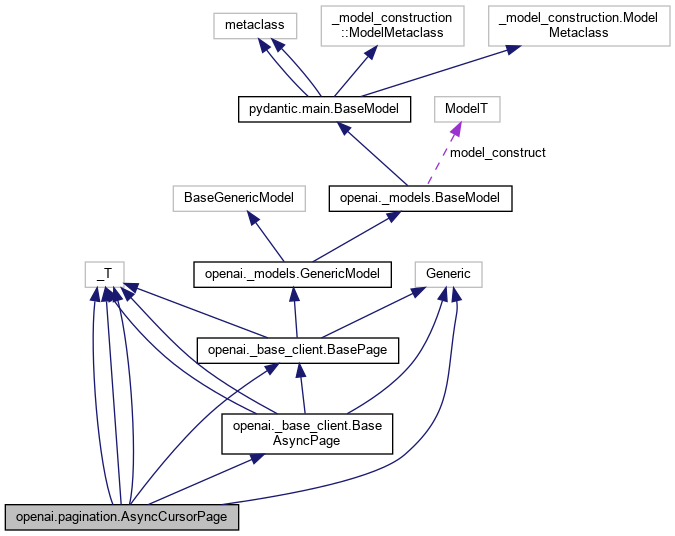 metaclass
_model_construction
::ModelMetaclass
_model_construction.Model
Metaclass
pydantic.main.BaseModel
ModelT
model_construct
BaseGenericModel
openai._models.BaseModel
_T
openai._models.GenericModel
Generic
openai._base_client.BasePage
openai._base_client.Base
AsyncPage
openai.pagination.AsyncCursorPage